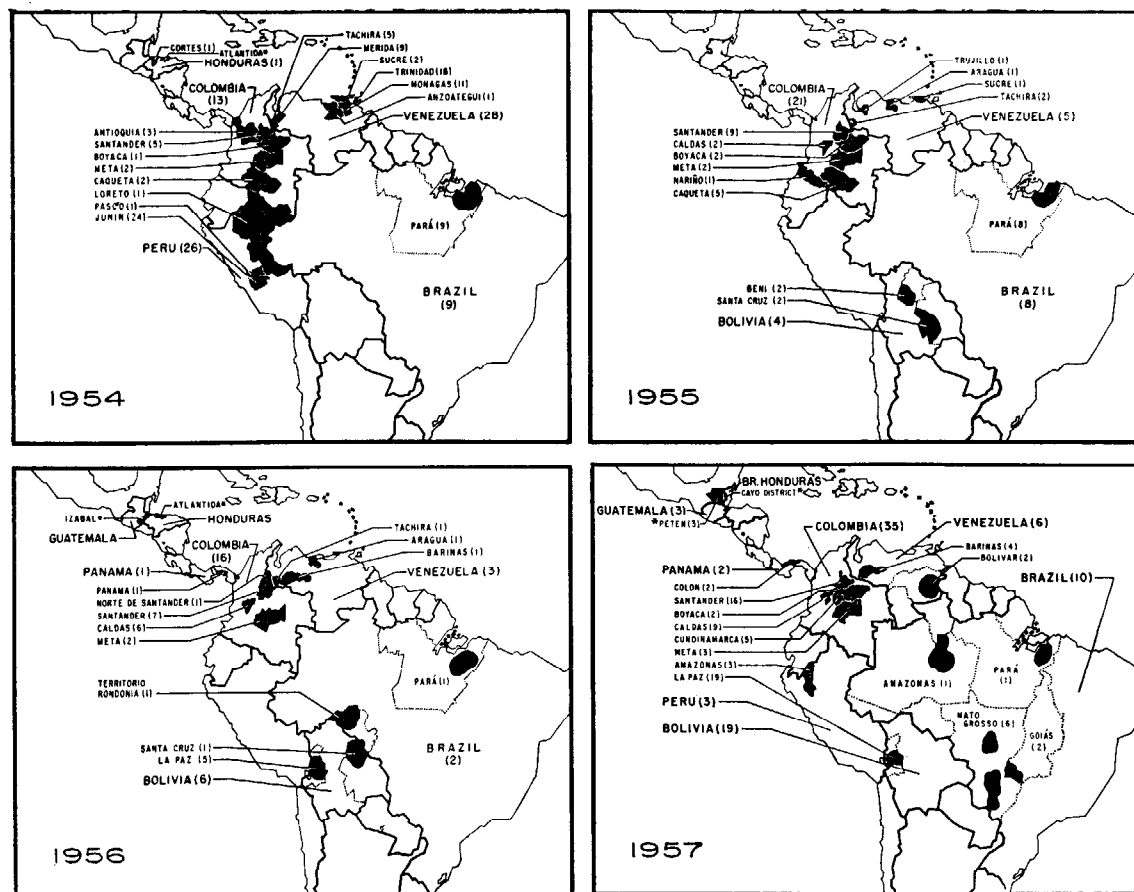 CORTES (1)
ATLANTIDA*
HONDURAS (1)
TACHIRA (5)
MERIDA (9)
SUCRE (2)
TRINIDAD (18)
MONAGAS (11)
ANZOATEGUI (1)
VENEZUELA (28)
COLOMBIA
(13)
ANTIOQUIA (3)
SANTANDER (5)
BOYACA (1)
META (2)
CAQUETA (2)
LORETO (1)
PASCO (1)
JUNIN (24)
PERU (26)
PARÁ (9)
BRAZIL
(9)
1954
TRUJILLO (1)
ARAGUA (1)
SUCRE (1)
TACHIRA (2)
VENEZUELA (5)
COLOMBIA
(21)
SANTANDER (9)
CALDAS (2)
BOYACA (2)
META (2)
NARIÑO (1)
CAQUETA (5)
PARÁ (8)
BENI (2)
SANTA CRUZ (2)
BOLIVIA (4)
BRAZIL
(8)
1955
ATLANTIDA*
IZABAL*
HONDURAS
GUATEMALA
TACHIRA (1)
ARAGUA (1)
BARINAS (1)
VENEZUELA (3)
COLOMBIA
(16)
PANAMA (1)
PANAMA (1)
NORTE DE SANTANDER (1)
SANTANDER (7)
CALDAS (6)
META (2)
PARÁ (1)
TERRITORIO
RONDONIA (1)
SANTA CRUZ (1)
LA PAZ (5)
BOLIVIA (6)
BRAZIL
(2)
1956
BR. HONDURAS
CAYO DISTRICT*
GUATEMALA (3)
*PETEN (3)
COLOMBIA (35)
VENEZUELA (6)
BARINAS (4)
BOLIVAR (2)
BRAZIL (10)
PANAMA (2)
COLON (2)
SANTANDER (16)
BOYACA (2)
CALDAS (9)
CUNDINAMARCA (5)
META (3)
AMAZONAS (3)
LA PAZ (19)
PERU (3)
BOLIVIA (19)
AMAZONAS (1)
PARÁ
(1)
MATO
GROSSO (6)
GOIÁS
(2)
1957